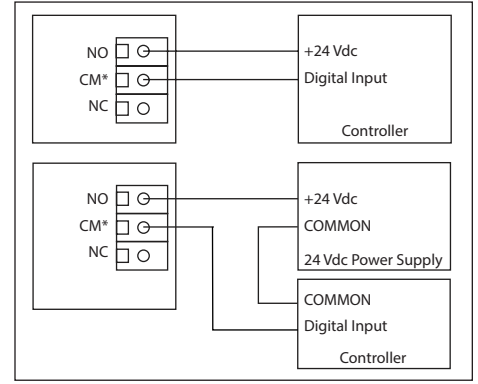 NO
CM*
NC
+24 Vdc
Digital Input
Controller
NO
CM*
NC
+24 Vdc
COMMON
24 Vdc Power Supply
COMMON
Digital Input
Controller